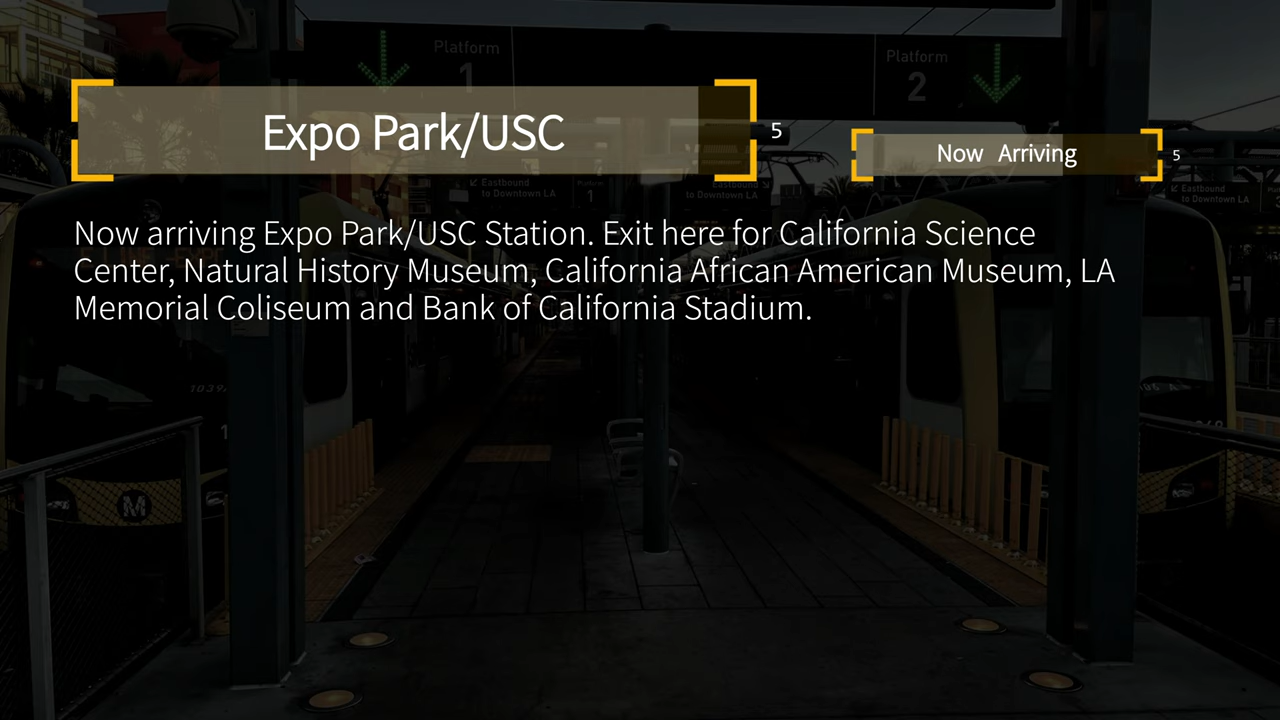 Platform
1
Platform
2
Expo Park/USC
5
Now Arriving
5
Eastbound
to Downtown LA
Platform
1
Eastbound
to Downtown LA
Eastbound
to Downtown LA
Now arriving Expo Park/USC Station. Exit here for California Science
Center, Natural History Museum, California African American Museum, LA
Memorial Coliseum and Bank of California Stadium.
M